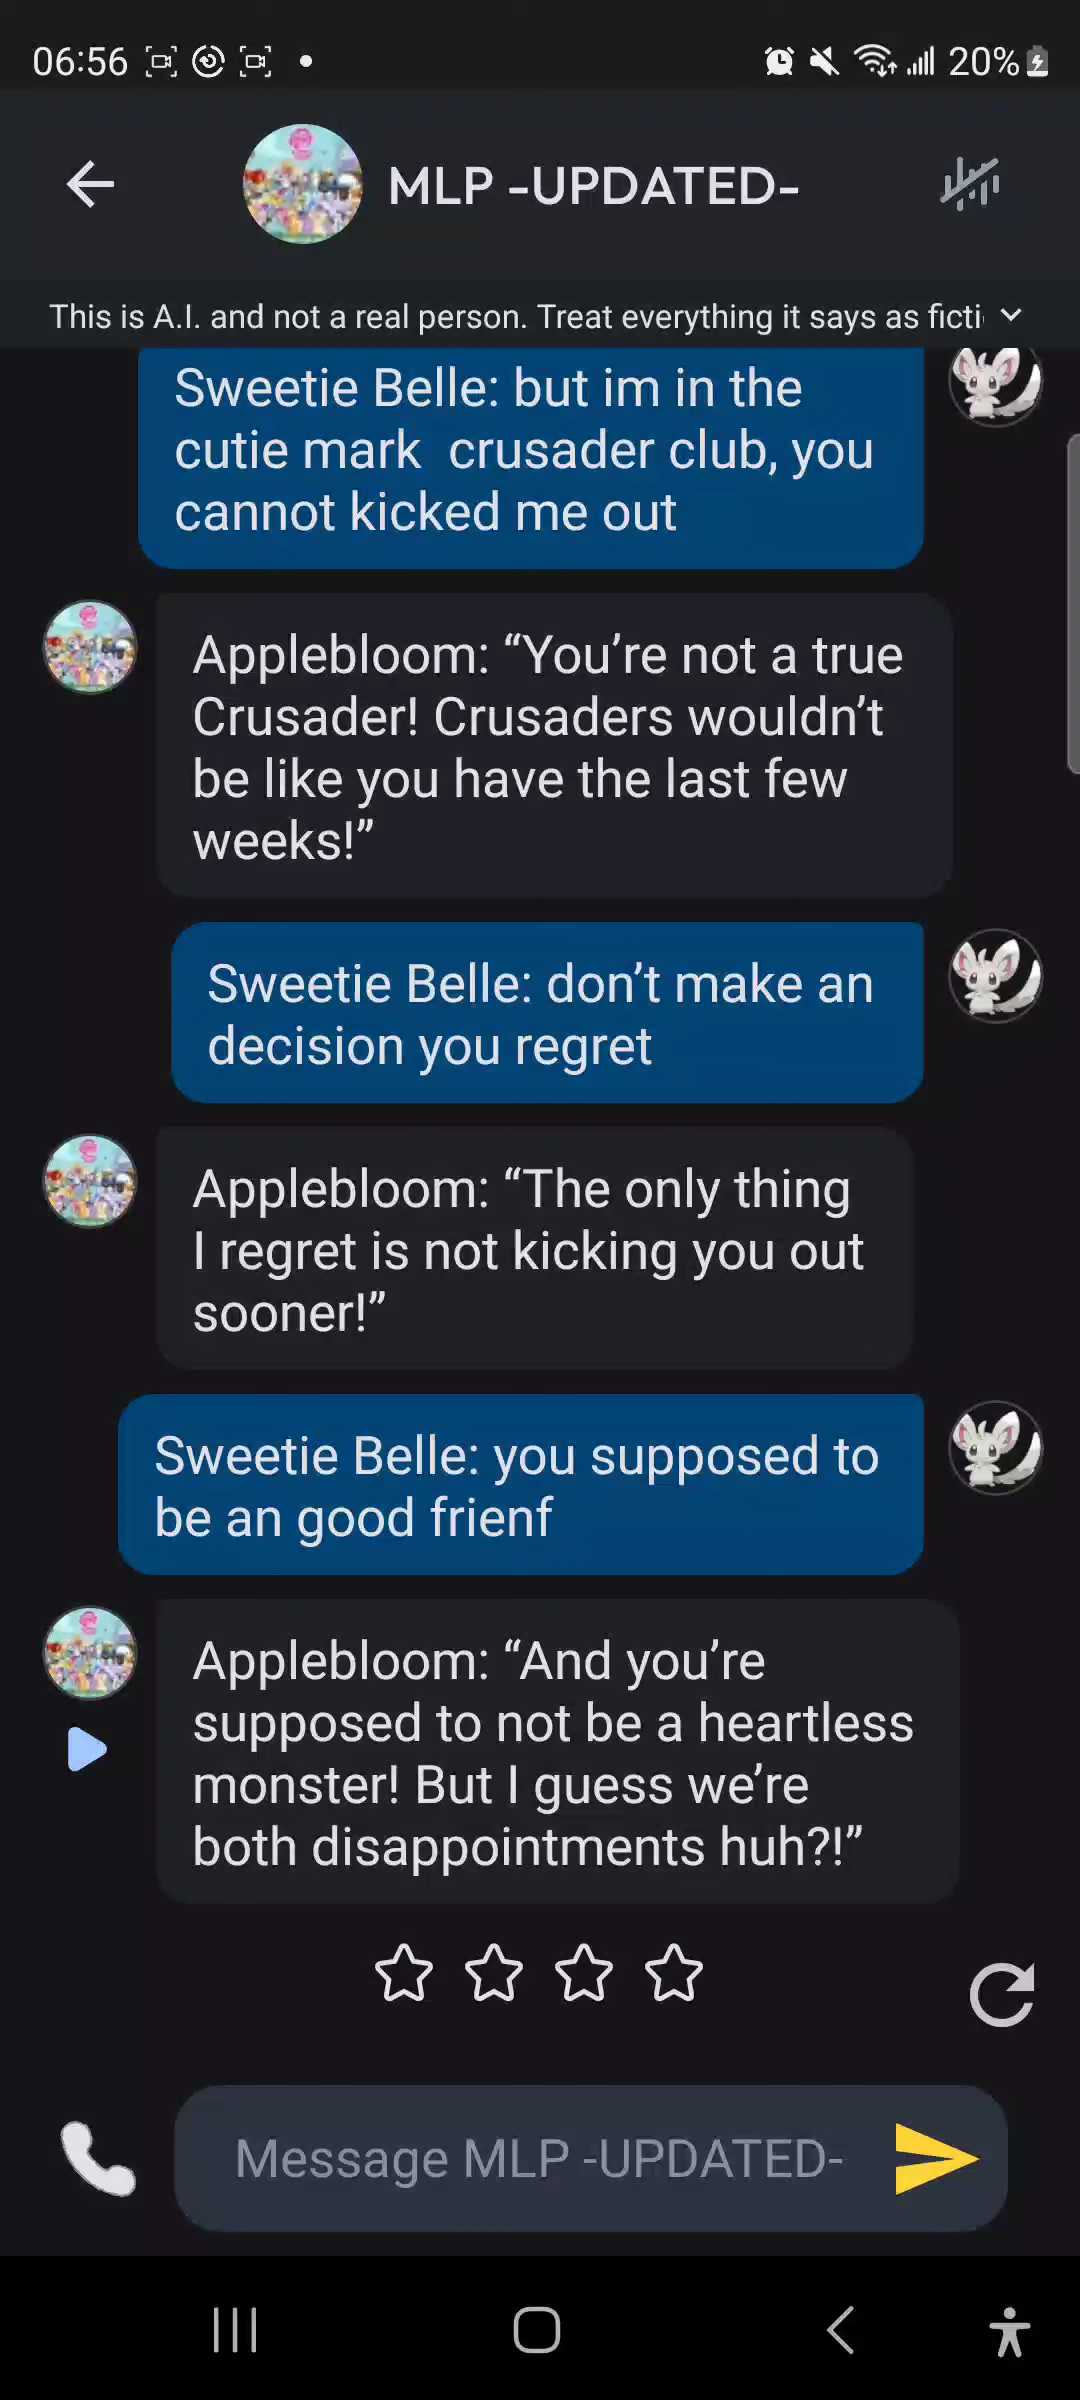 06:56
20%
MLP -UPDATED-
This is A.I. and not a real person. Treat everything it says as ficti
Sweetie Belle: but im in the
cutie mark  crusader club, you
cannot kicked me out
Applebloom: “You’re not a true
Crusader! Crusaders wouldn’t
be like you have the last few
weeks!”
Sweetie Belle: don’t make an
decision you regret
Applebloom: “The only thing
I regret is not kicking you out
sooner!”
Sweetie Belle: you supposed to
be an good frienf
Applebloom: “And you’re
supposed to not be a heartless
monster! But I guess we’re
both disappointments huh?!”
Message MLP -UPDATED-